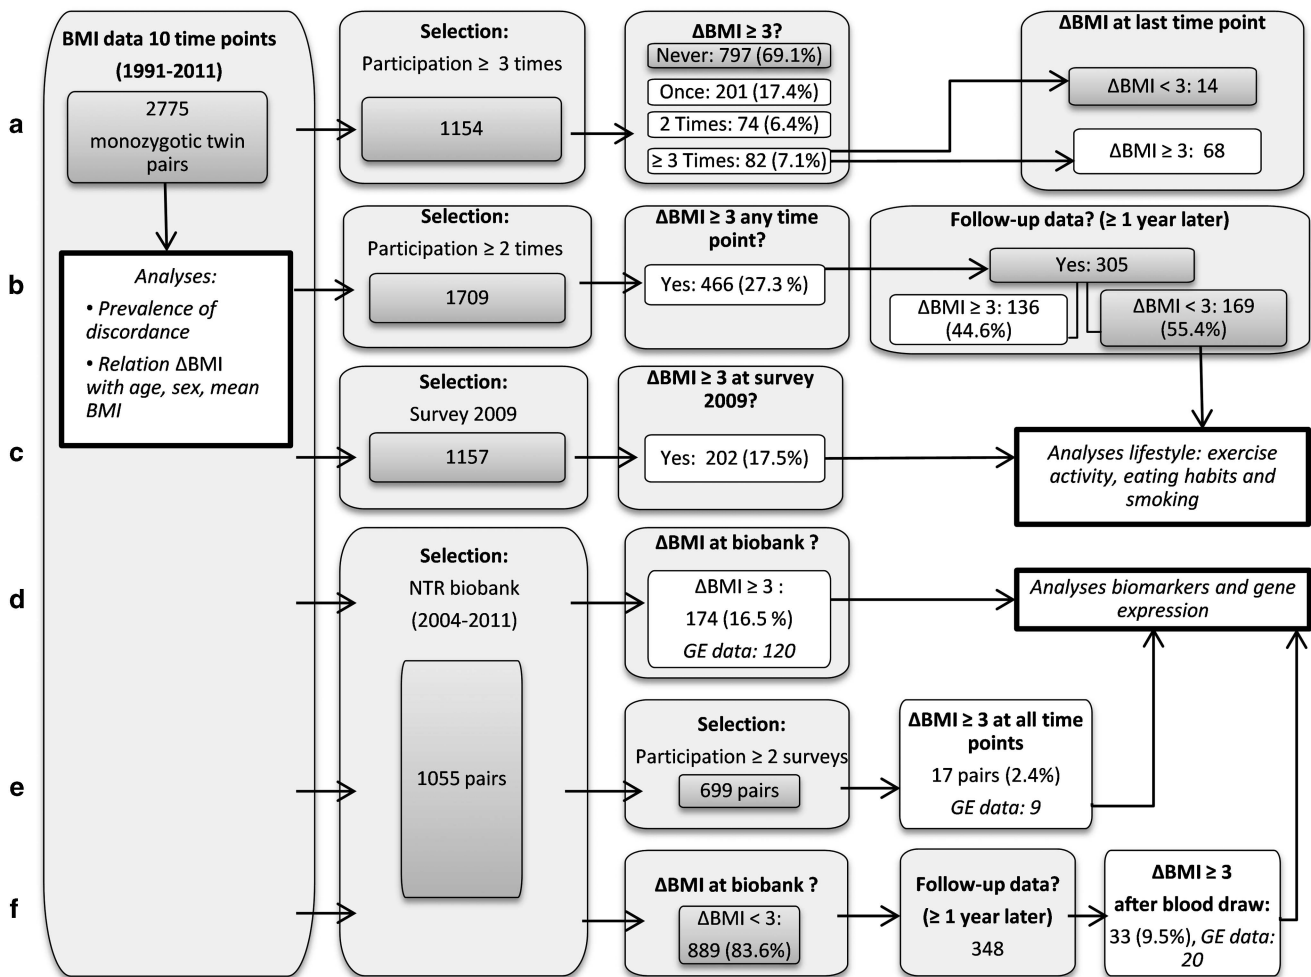 BMI data 10 time points
(1991-2011)
2775
monozygotic twin
pairs
Analyses:
• Prevalence of
discordance
• Relation ΔBMI
with age, sex, mean
BMI
a
Selection:
Participation ≥ 3 times
1154
ΔBMI ≥ 3?
Never: 797 (69.1%)
Once: 201 (17.4%)
2 Times: 74 (6.4%)
≥ 3 Times: 82 (7.1%)
ΔBMI at last time point
ΔBMI < 3: 14
ΔBMI ≥ 3: 68
b
Selection:
Participation ≥ 2 times
1709
ΔBMI ≥ 3 any time
point?
Yes: 466 (27.3 %)
Follow-up data? (≥ 1 year later)
Yes: 305
ΔBMI ≥ 3: 136
(44.6%)
ΔBMI < 3: 169
(55.4%)
c
Selection:
Survey 2009
1157
ΔBMI ≥ 3 at survey
2009?
Yes: 202 (17.5%)
Analyses lifestyle: exercise
activity, eating habits and
smoking
d
Selection:
NTR biobank
(2004-2011)
1055 pairs
ΔBMI at biobank ?
ΔBMI ≥ 3 :
174 (16.5 %)
GE data: 120
Analyses biomarkers and gene
expression
e
Selection:
Participation ≥ 2 surveys
699 pairs
ΔBMI ≥ 3 at all time
points
17 pairs (2.4%)
GE data: 9
f
ΔBMI at biobank ?
ΔBMI < 3:
889 (83.6%)
Follow-up data?
(≥ 1 year later)
348
ΔBMI ≥ 3
after blood draw:
33 (9.5%), GE data:
20